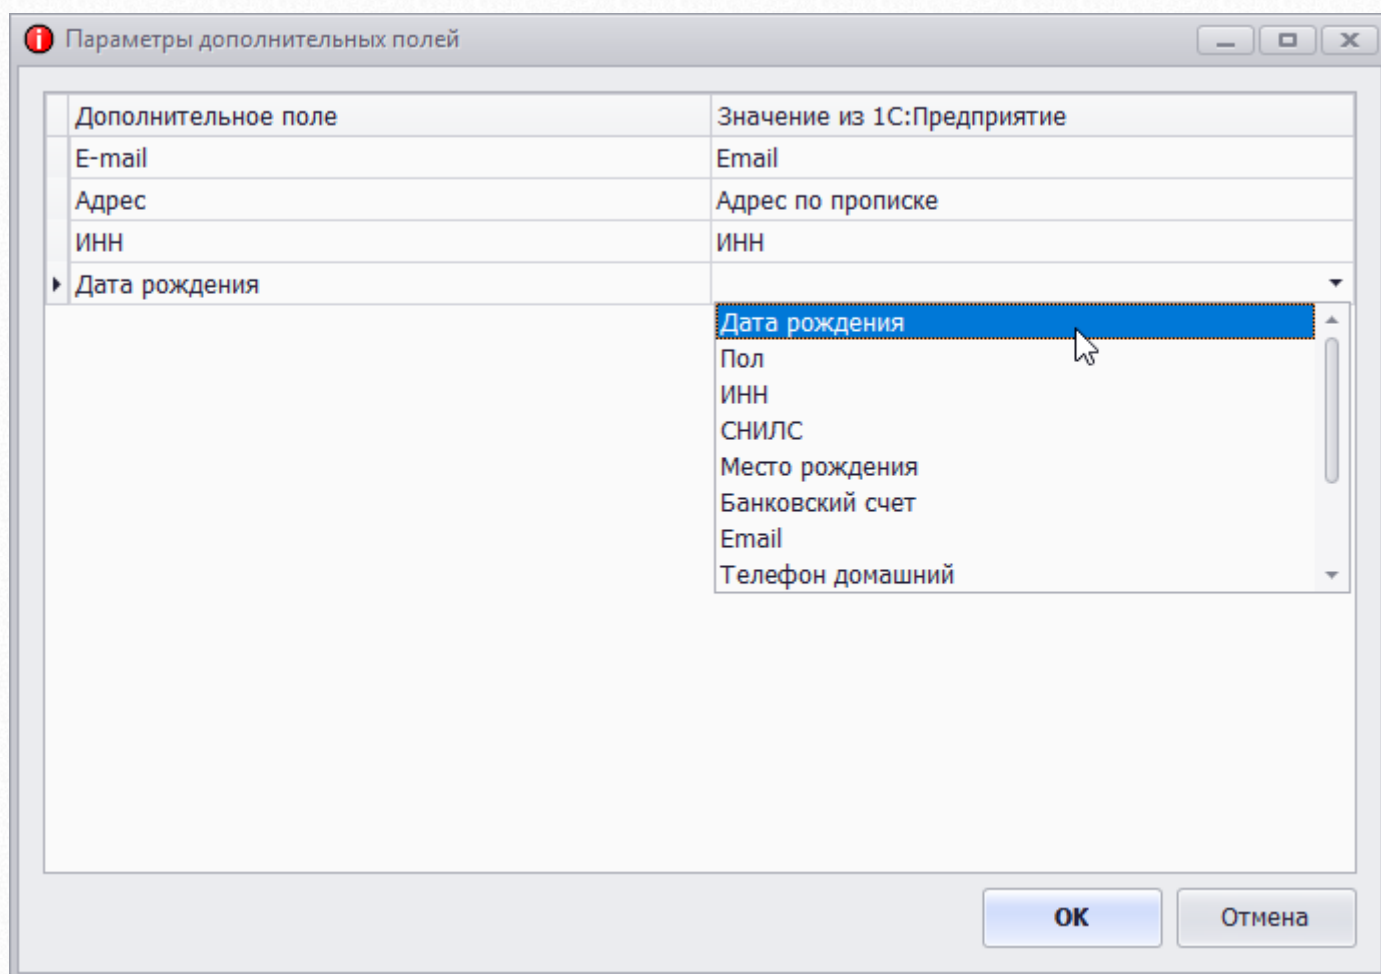 Параметры дополнительных полей
Дополнительное поле Значение из 1С:Предприятие
E-mail Email
Адрес Адрес по прописке
ИНН ИНН
Дата рождения
Дата рождения
Пол
ИНН
СНИЛС
Место рождения
Банковский счет
Email
Телефон домашний
ОК Отмена